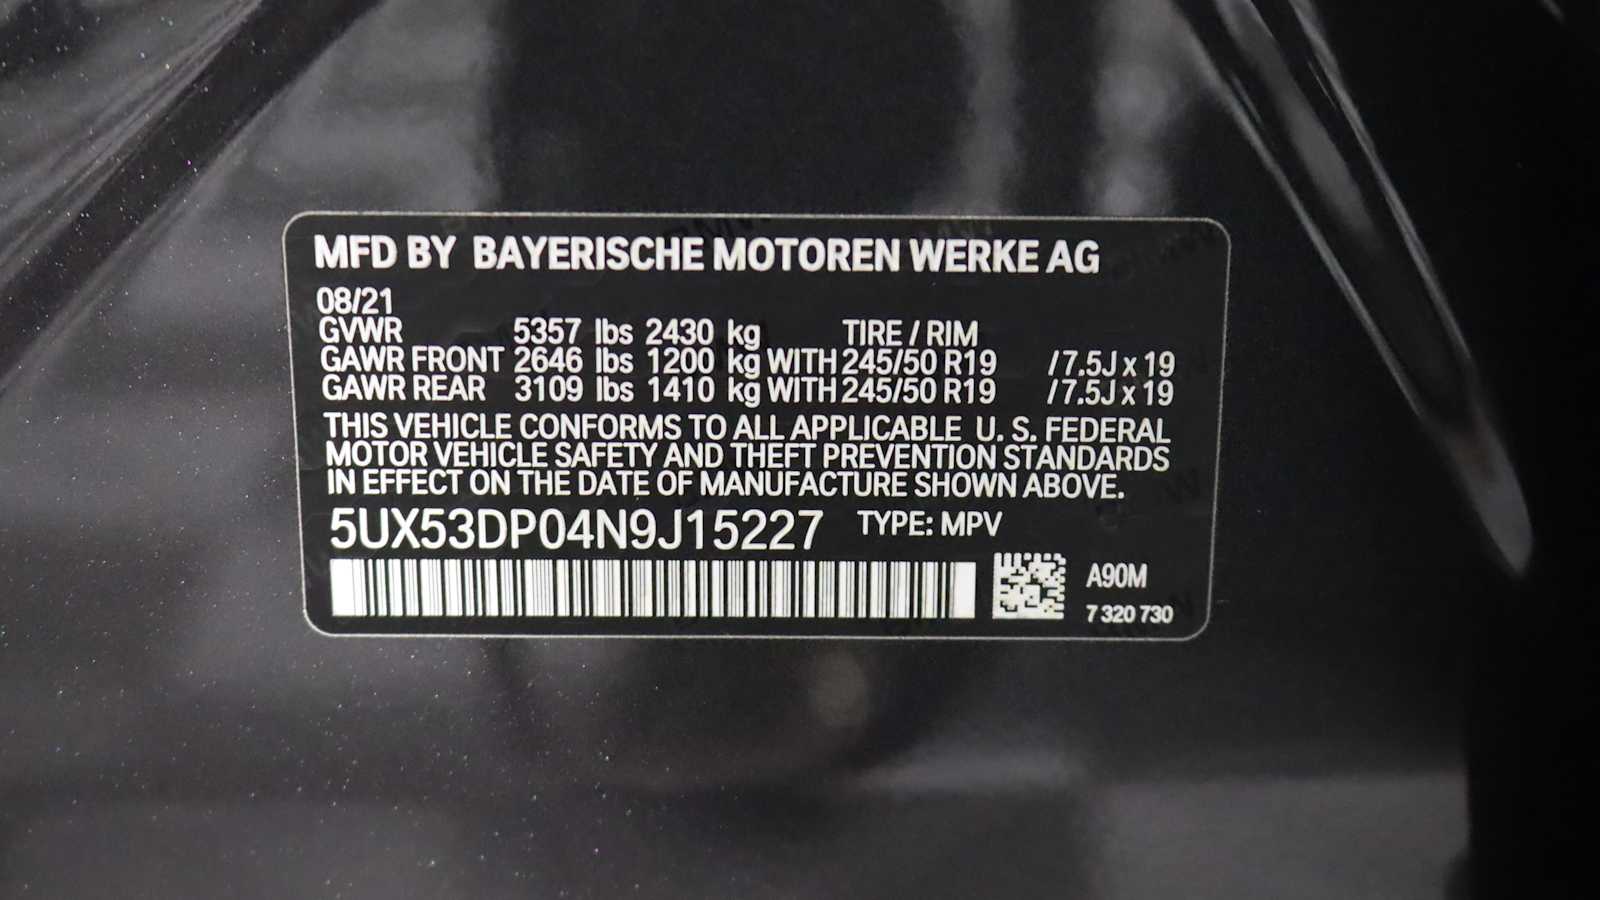 MFD BY BAYERISCHE MOTOREN WERKE AG
08/21
GVWR 5357 lbs 2430 kg TIRE / RIM
GAWR FRONT 2646 lbs 1200 kg WITH 245/50 R19 /7.5J x 19
GAWR REAR 3109 lbs 1410 kg WITH 245/50 R19 /7.5J x 19
THIS VEHICLE CONFORMS TO ALL APPLICABLE U. S. FEDERAL
MOTOR VEHICLE SAFETY AND THEFT PREVENTION STANDARDS
IN EFFECT ON THE DATE OF MANUFACTURE SHOWN ABOVE.
5UX53DP04N9J15227 TYPE: MPV
A90M
7 320 730